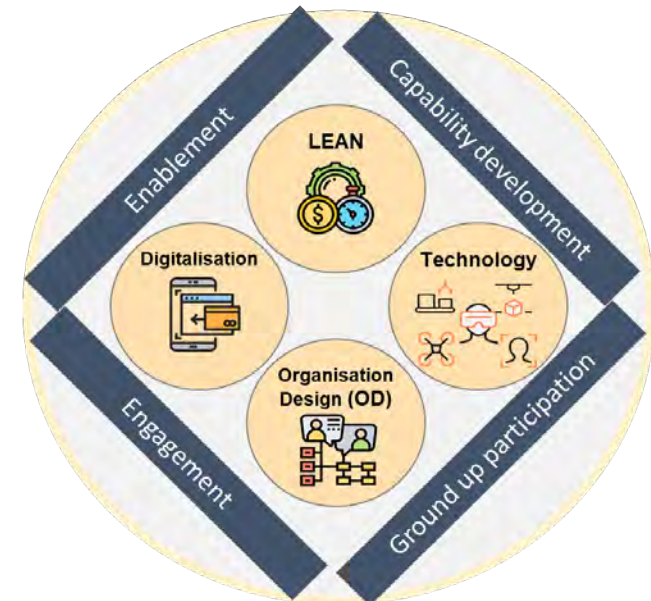 Enablement
Capability development
LEAN
$
Digitalisation
Technology
Organisation
Design (OD)
Engagement
Ground up participation